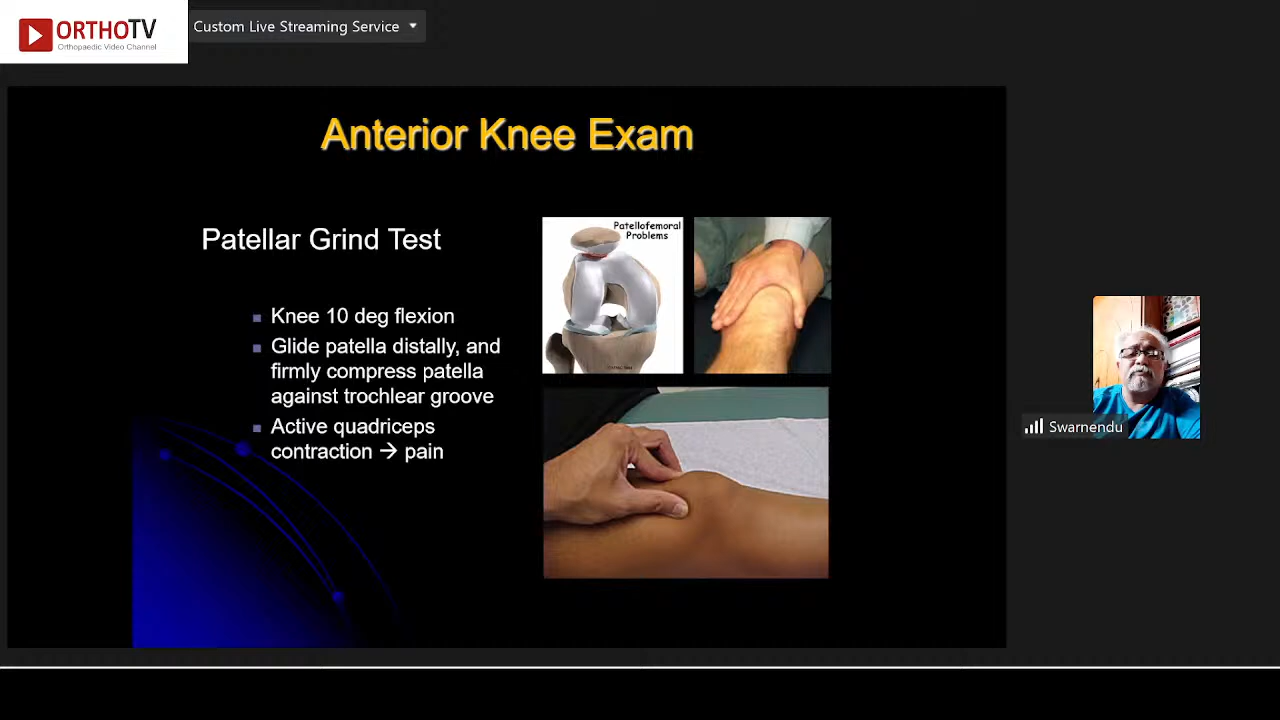 ORTHOTV
Orthopaedic Video Channel
Custom Live Streaming Service
Anterior Knee Exam
Patellar Grind Test
Patellofemoral
Problems
Knee 10 deg flexion
Glide patella distally, and
firmly compress patella
against trochlear groove
Active quadriceps
contraction → pain
Swarnendu